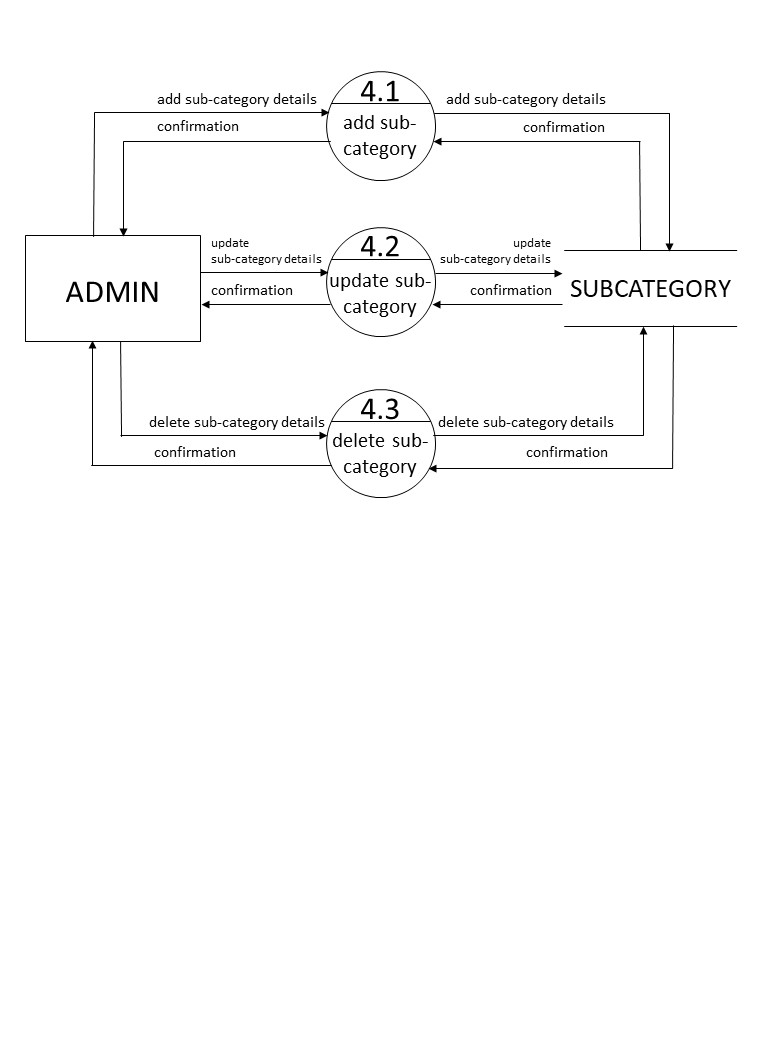 4.1
add sub-category details
add sub-category details
add sub-
category
confirmation
confirmation
4.2
update
sub-category details
update
sub-category details
ADMIN
update sub-
category
SUBCATEGORY
confirmation
confirmation
4.3
delete sub-category details
delete sub-category details
delete sub-
category
confirmation
confirmation